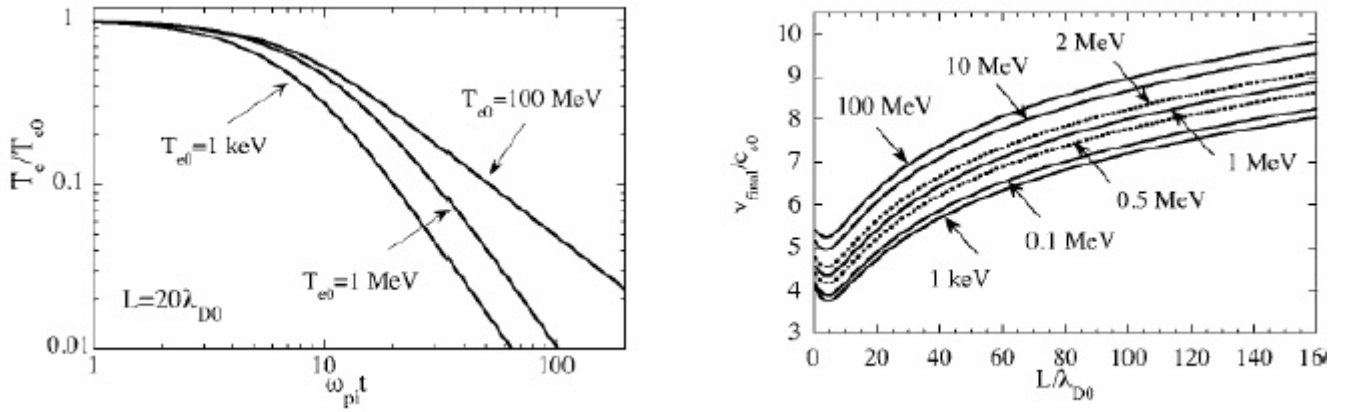 1
0.1
0.01
T_e/T_e0
T_e0=100 MeV
T_e0=1 keV
T_e0=1 MeV
L=20λ_D0
1
10
100
ω_pi t
10
9
8
7
6
5
4
3
ν_final/c_s0
2 MeV
10 MeV
100 MeV
1 MeV
0.5 MeV
0.1 MeV
1 keV
0
20
40
60
80
100
120
140
16
L/λ_D0